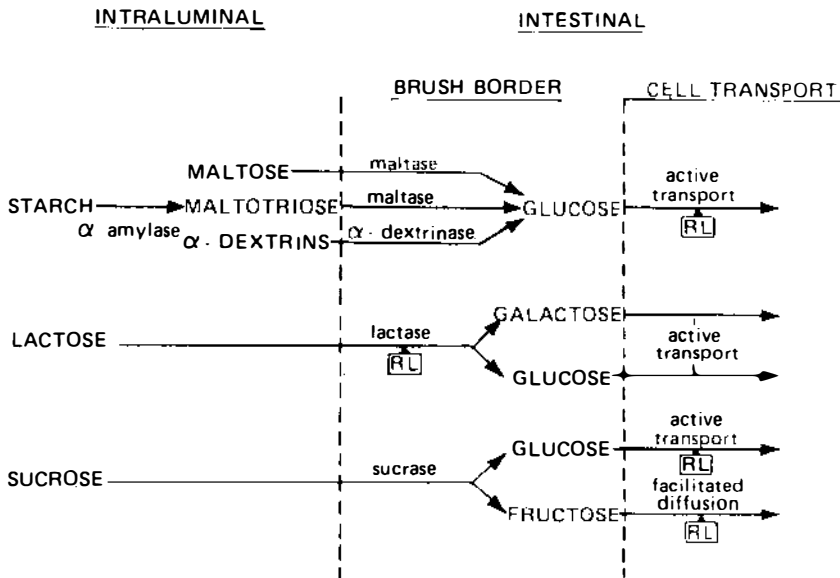 INTRALUMINAL INTESTINAL
BRUSH BORDER CELL TRANSPORT
MALTOSE maltase active transport
STARCH MALTOTRIOSE maltase GLUCOSE RL
α amylase
α - DEXTRINS α - dextrinase
GALACTOSE
LACTOSE lactase active transport
RL
GLUCOSE
active
GLUCOSE transport
RL
SUCROSE sucrase
facilitated
FRUCTOSE diffusion
RL